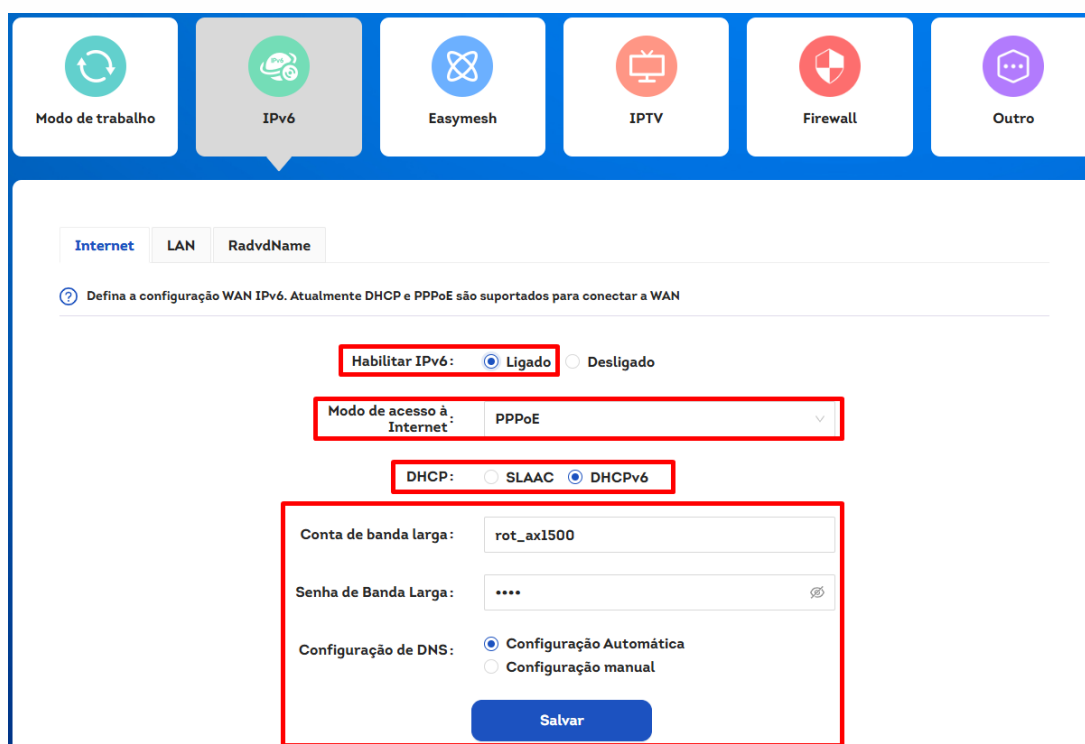 Modo de trabalho
IPv6
Easymesh
IPTV
Firewall
Outro
Internet
LAN
RadvdName
Defina a configuração WAN IPv6. Atualmente DHCP e PPPoE são suportados para conectar a WAN
Habilitar IPv6: Ligado Desligado
Modo de acesso à
Internet : PPPoE
DHCP: SLAAC DHCPv6
Conta de banda larga: rot_ax1500
Senha de Banda Larga: ••••
Configuração de DNS: Configuração Automática
Configuração manual
Salvar